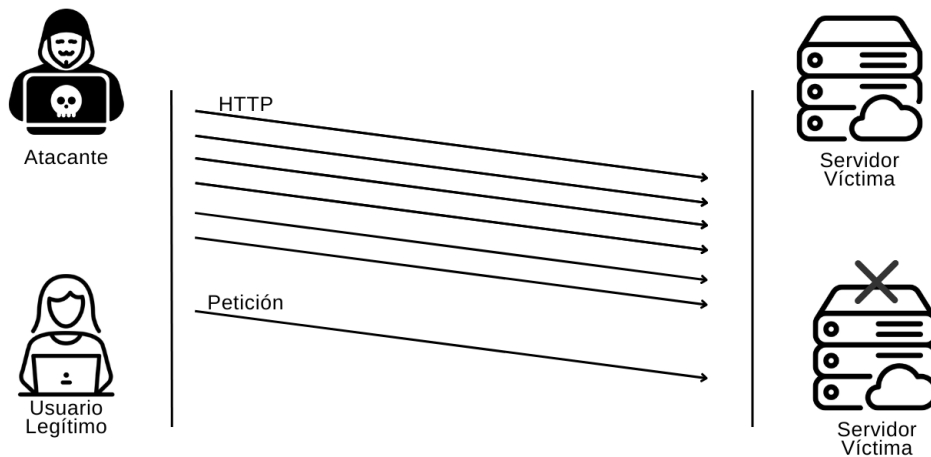 HTTP
Atacante
Servidor
Víctima
Petición
Usuario
Legítimo
Servidor
Víctima